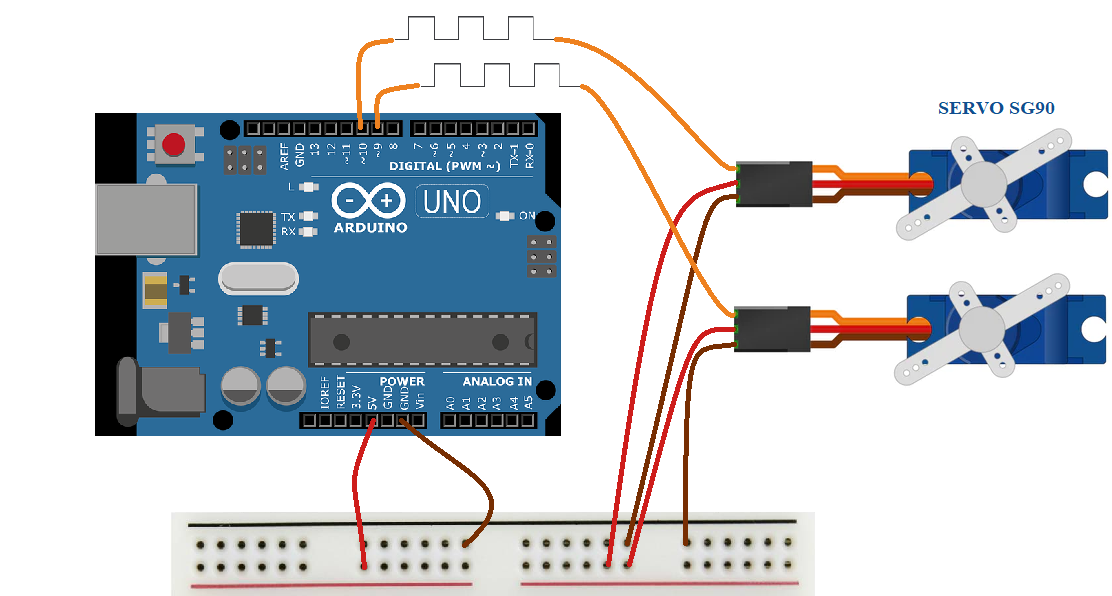 SERVO SG90
AREF
GND
13
12
~11
~10
~9
8
7
~6
~5
4
~3
2
TX-1
RX-0
DIGITAL (PWM ~)
L
TX
RX
UNO
ON
ARDUINO
POWER
ANALOG IN
IOREF
RESET
3.3V
5V
GND
GND
Vin
A0
A1
A2
A3
A4
A5